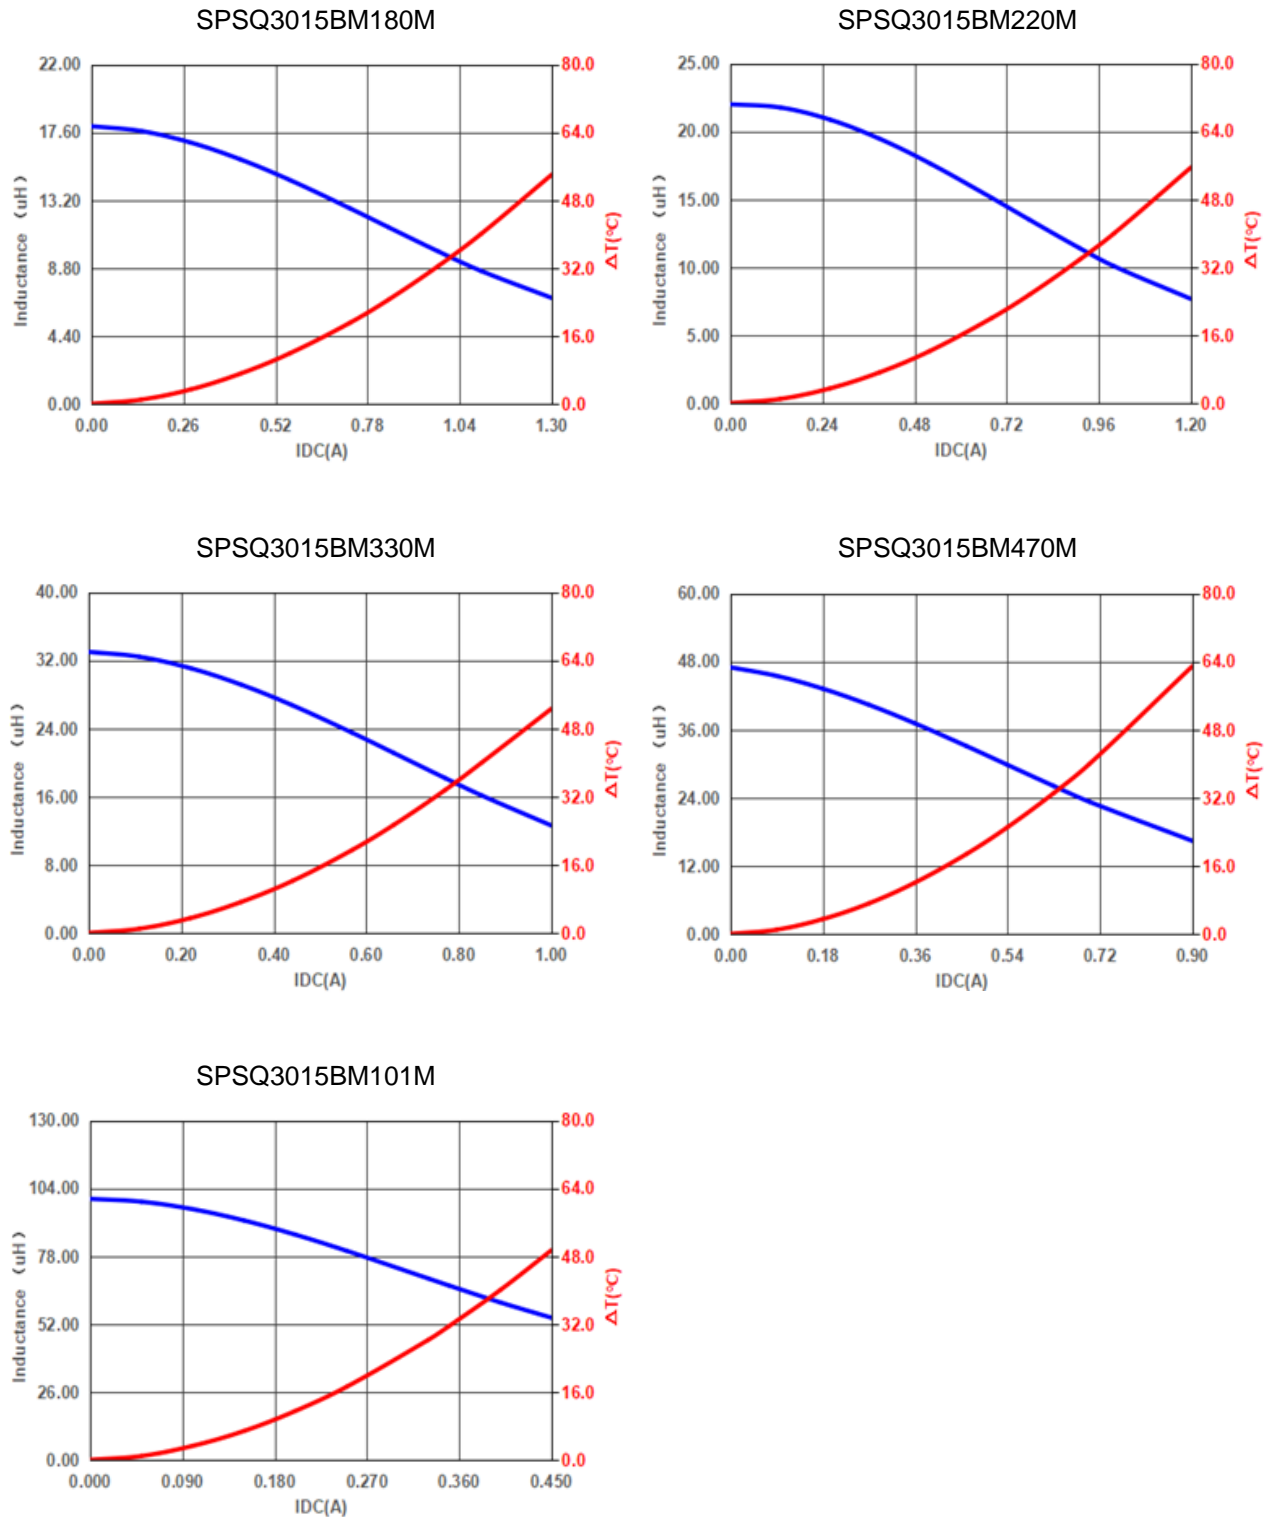 SPSQ3015BM180M
SPSQ3015BM220M
22.00
17.60
13.20
8.80
4.40
0.00
Inductance (uH)
80.0
64.0
48.0
32.0
16.0
0.0
ΔT(℃)
0.00 0.26 0.52 0.78 1.04 1.30
IDC(A)
25.00
20.00
15.00
10.00
5.00
0.00
Inductance (uH)
80.0
64.0
48.0
32.0
16.0
0.0
ΔT(℃)
0.00 0.24 0.48 0.72 0.96 1.20
IDC(A)
SPSQ3015BM330M
SPSQ3015BM470M
40.00
32.00
24.00
16.00
8.00
0.00
Inductance (uH)
80.0
64.0
48.0
32.0
16.0
0.0
ΔT(℃)
0.00 0.20 0.40 0.60 0.80 1.00
IDC(A)
60.00
48.00
36.00
24.00
12.00
0.00
Inductance (uH)
80.0
64.0
48.0
32.0
16.0
0.0
ΔT(℃)
0.00 0.18 0.36 0.54 0.72 0.90
IDC(A)
SPSQ3015BM101M
130.00
104.00
78.00
52.00
26.00
0.00
Inductance (uH)
80.0
64.0
48.0
32.0
16.0
0.0
ΔT(℃)
0.000 0.090 0.180 0.270 0.360 0.450
IDC(A)